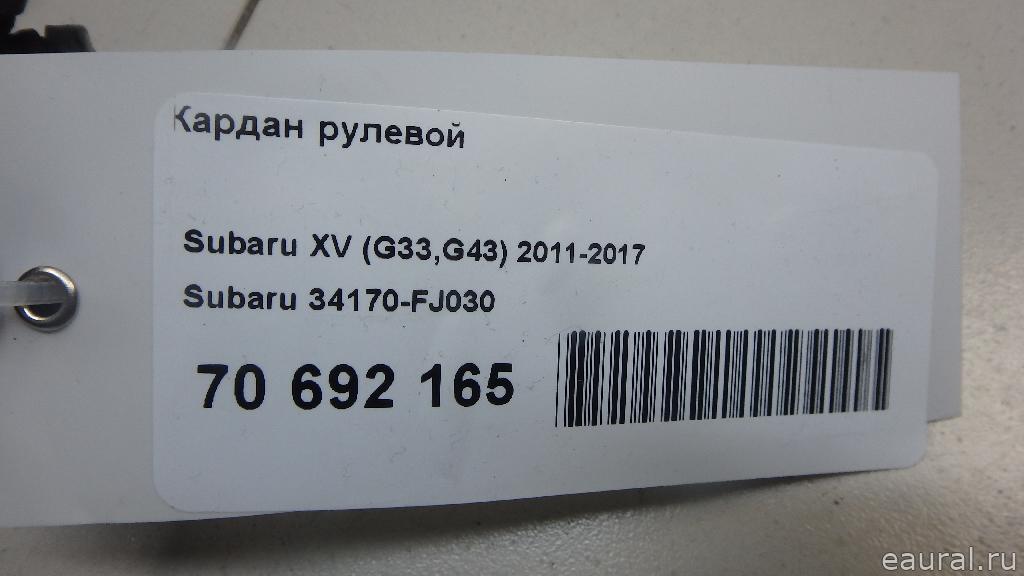 Кардан рулевой
Subaru XV (G33,G43) 2011-2017
Subaru 34170-FJ030
70 692 165
eaural.ru